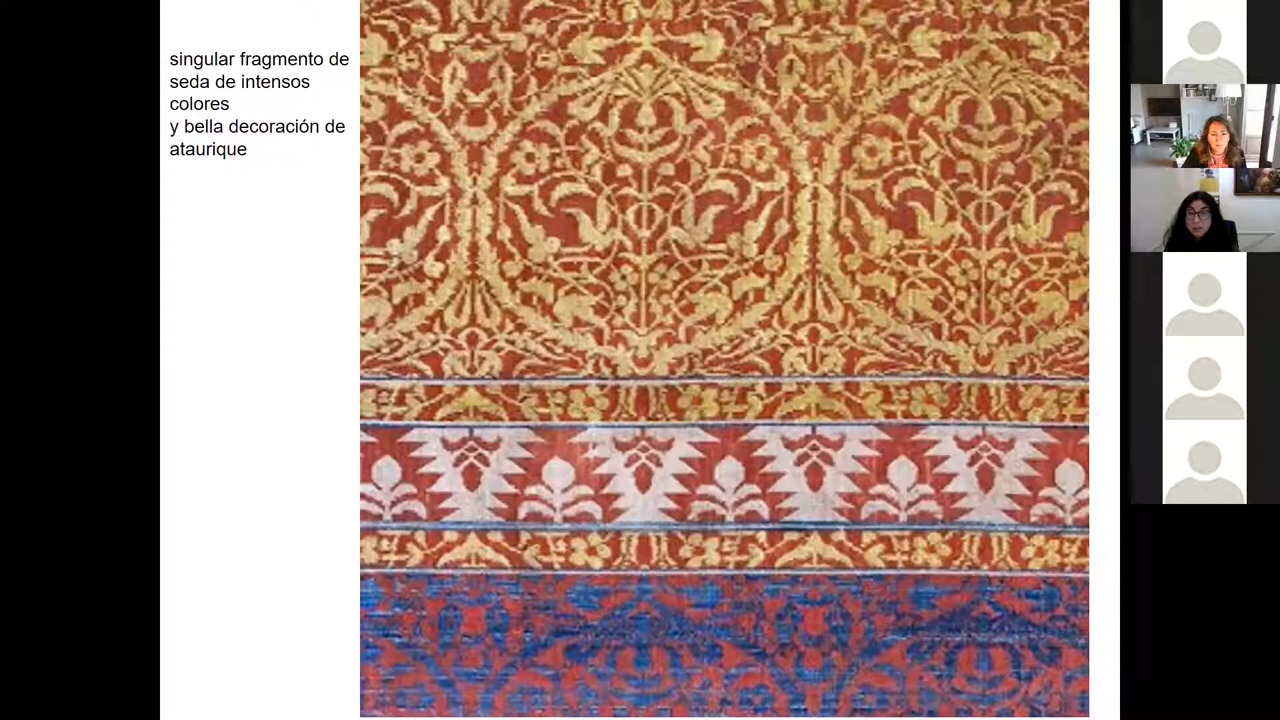 singular fragmento de
seda de intensos
colores
y bella decoración de
ataurique